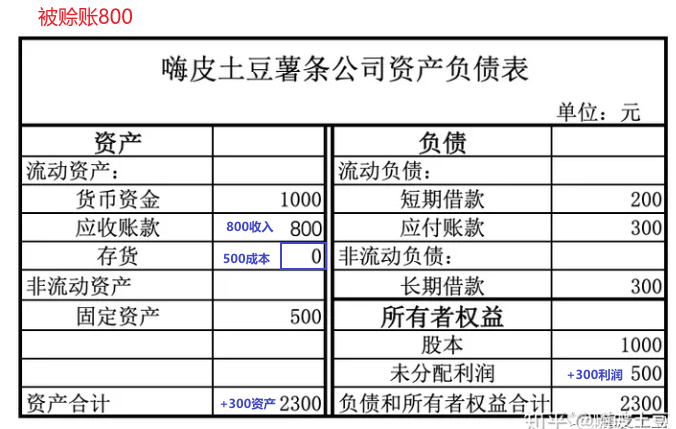 被赊账800
嗨皮土豆薯条公司资产负债表
单位：元
资产 负债
流动资产： 流动负债：
货币资金 1000 短期借款 200
应收账款 800收入 800 应付账款 300
存货 500成本 0 非流动负债：
非流动资产 长期借款 300
固定资产 500 所有者权益
股本 1000
未分配利润 +300利润 500
资产合计 +300资产 2300 负债和所有者权益合计 2300
知乎 @嗨皮土豆